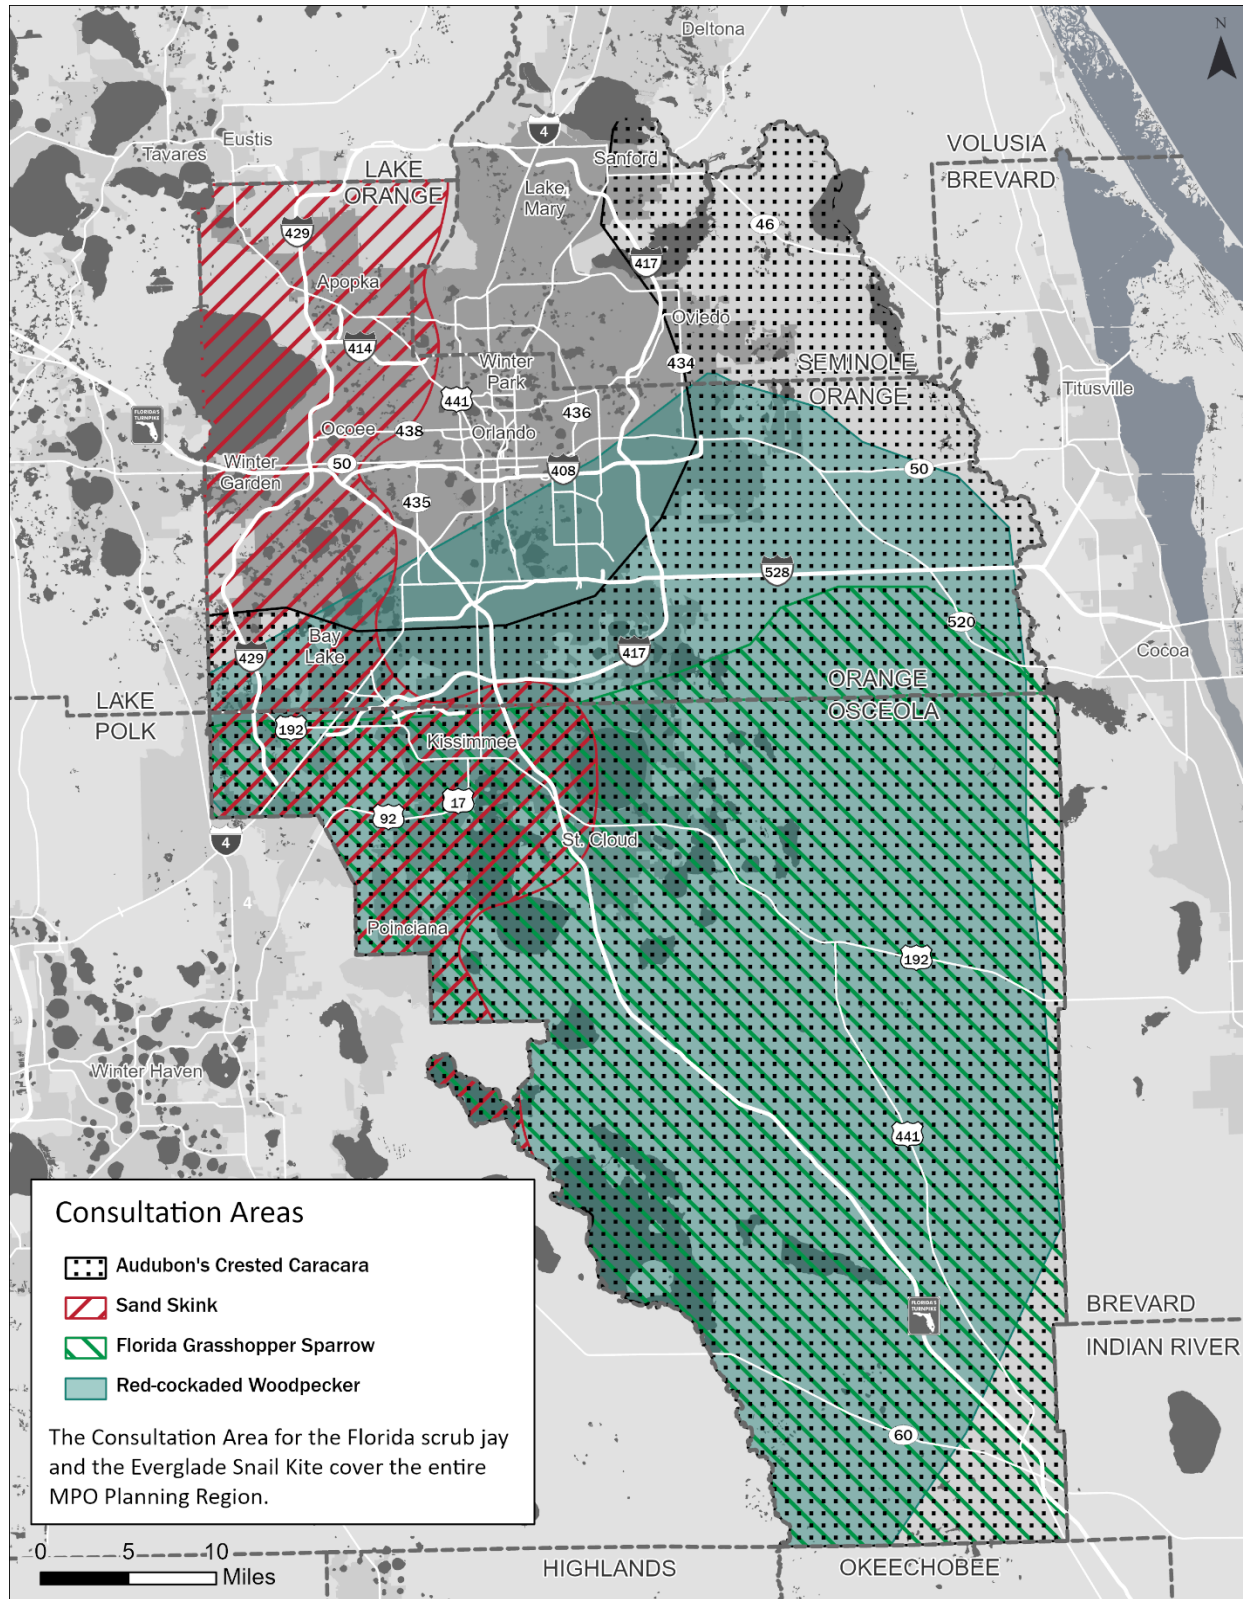 Deltona
N
4
Eustis
Tavares
Sanford
VOLUSIA
BREVARD
LAKE
ORANGE
Lake
Mary
429
46
417
Apopka
Oviedo
414
Winter
Park
434
SEMINOLE
ORANGE
Titusville
441
436
FLORIDA'S
TURNPIKE
Ocoee
438
Orlando
Winter
Garden
50
408
50
435
528
520
Bay
Lake
429
417
Cocoa
ORANGE
OSCEOLA
LAKE
POLK
192
Kissimmee
17
92
4
St. Cloud
4
Poinciana
192
Winter Haven
441
Consultation Areas
Audubon's Crested Caracara
Sand Skink
Florida Grasshopper Sparrow
Red-cockaded Woodpecker
The Consultation Area for the Florida scrub jay
and the Everglade Snail Kite cover the entire
MPO Planning Region.
FLORIDA'S
TURNPIKE
BREVARD
INDIAN RIVER
60
0 5 10
Miles
HIGHLANDS
OKEECHOBEE